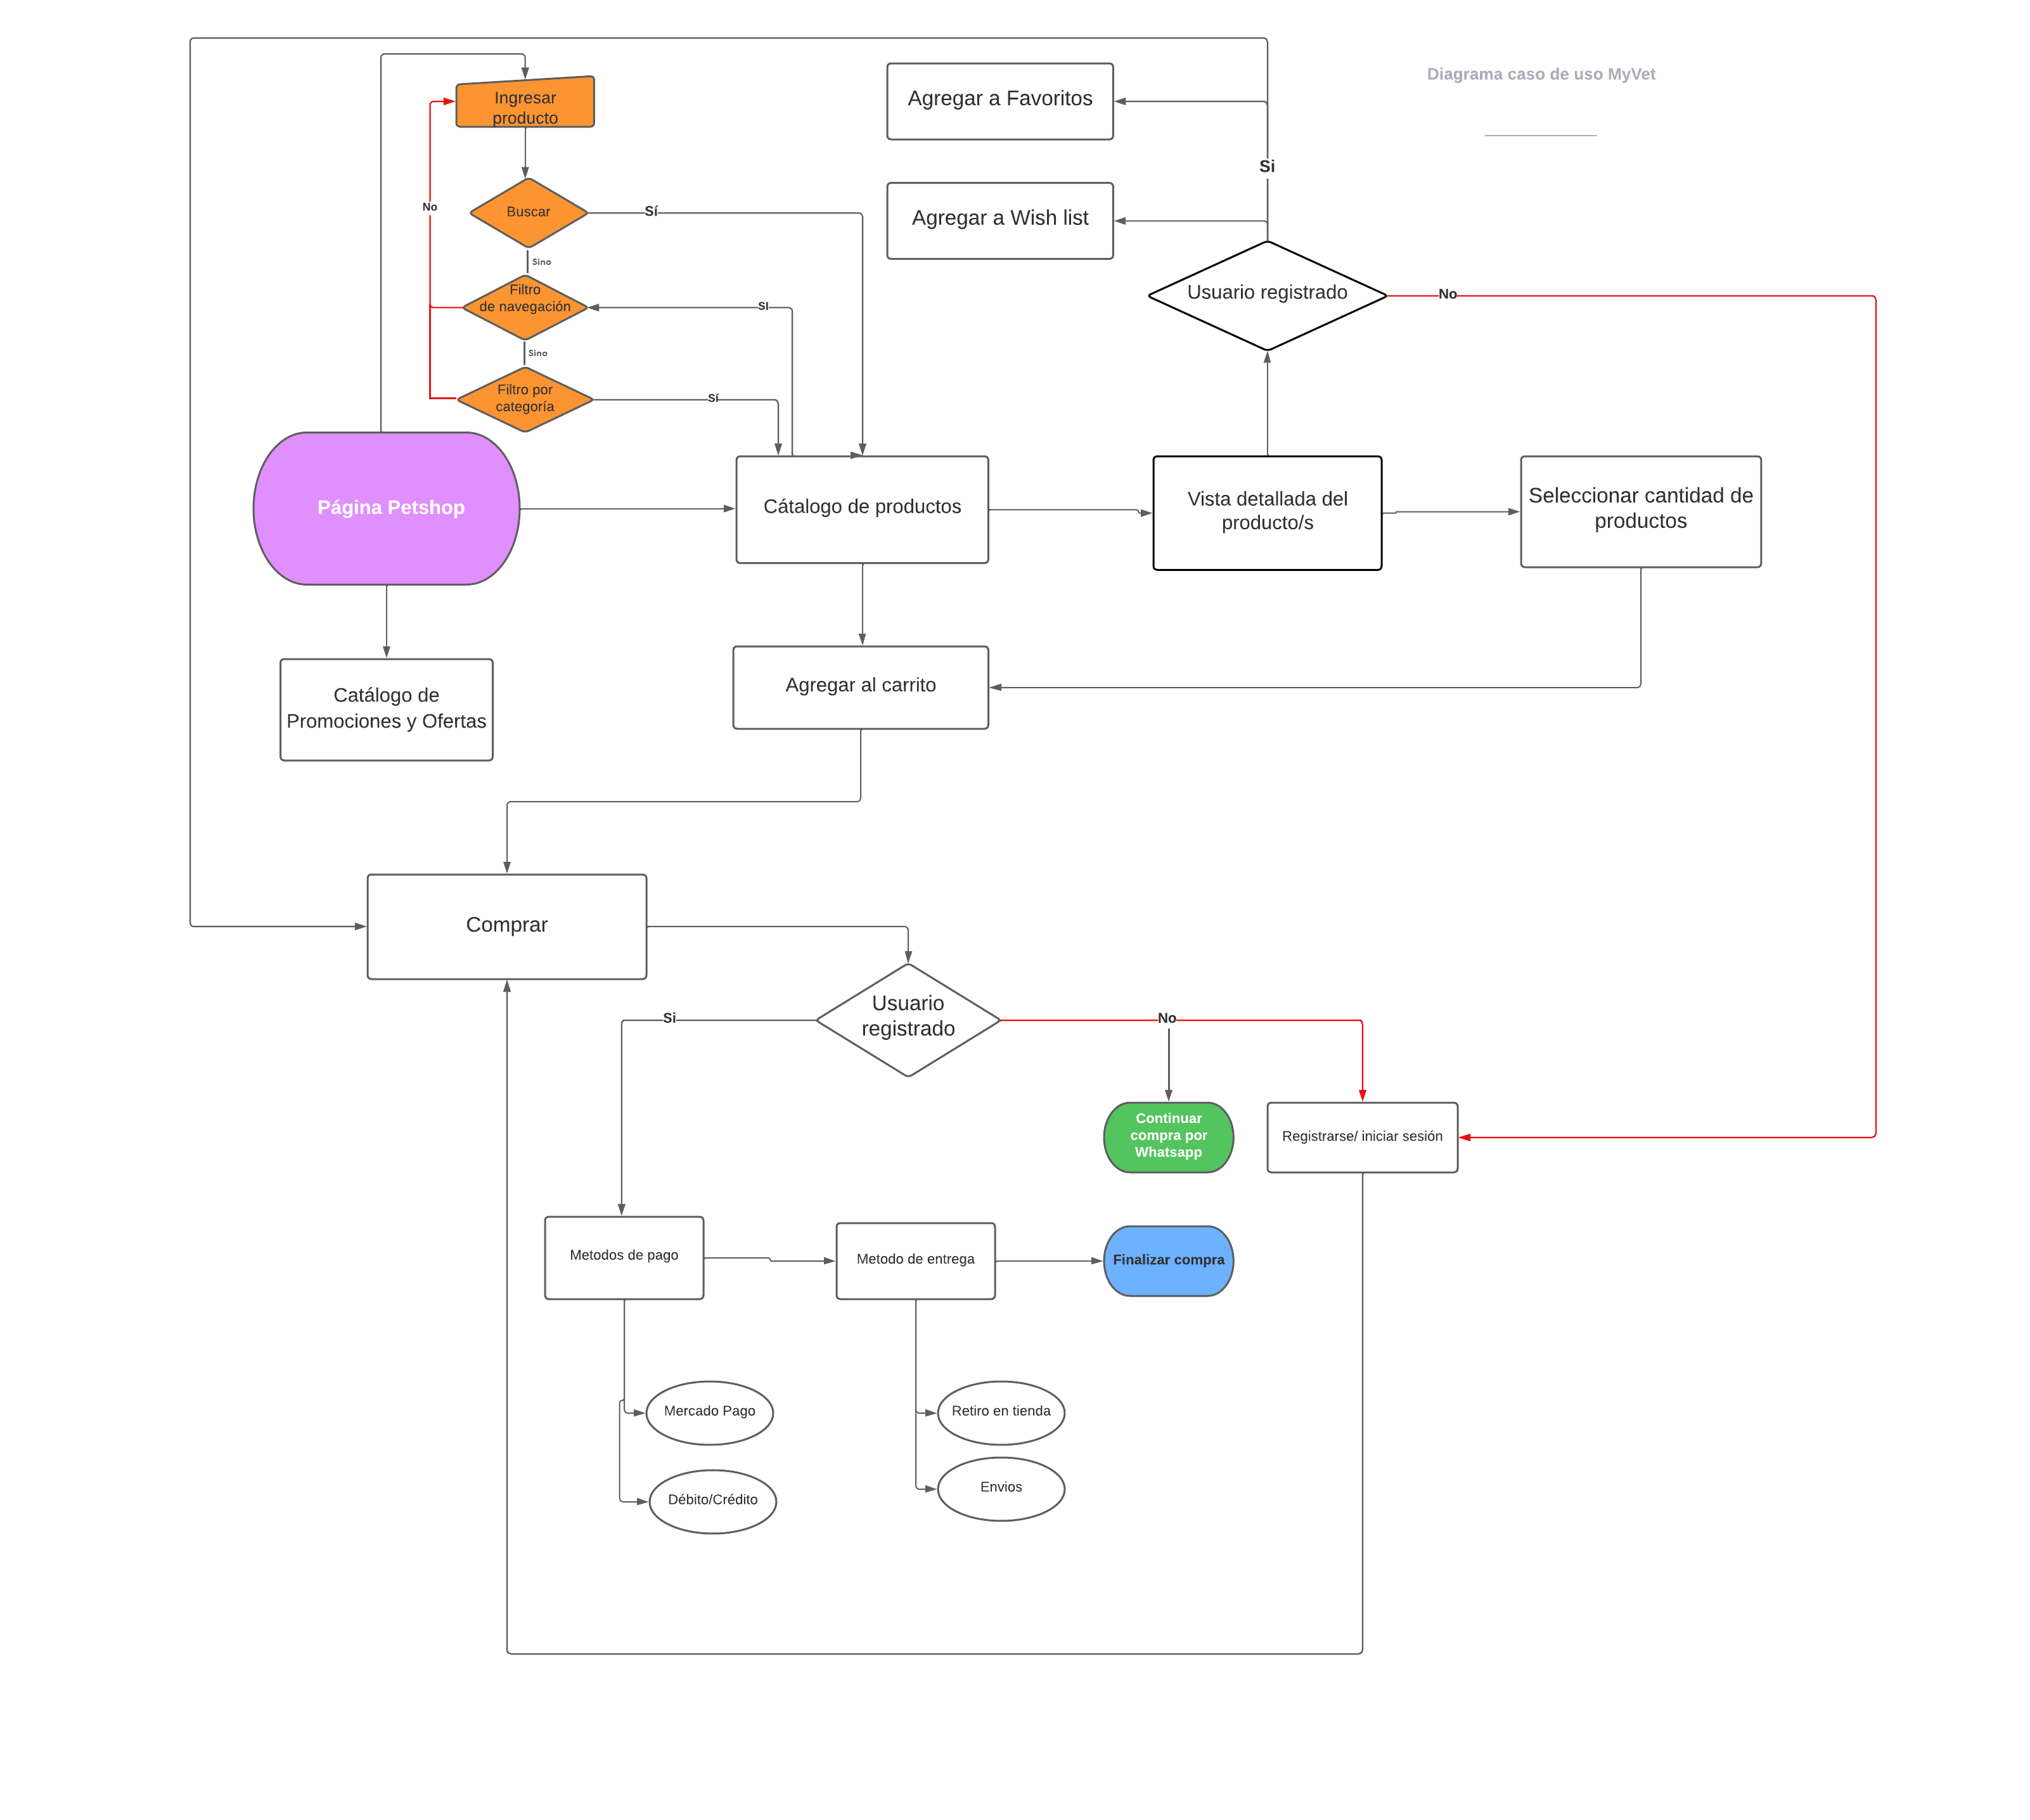 Diagrama caso de uso MyVet
Ingresar
producto
Agregar a Favoritos
Si
No
Buscar
Sí
Agregar a Wish list
Sino
Filtro
de navegación
SI
Usuario registrado
No
Sino
Filtro por
categoría
Sí
Página Petshop
Cátalogo de productos
Vista detallada del
producto/s
Seleccionar cantidad de
productos
Catálogo de
Promociones y Ofertas
Agregar al carrito
Comprar
Usuario
registrado
Si
No
Continuar
compra por
Whatsapp
Registrarse/ iniciar sesión
Metodos de pago
Metodo de entrega
Finalizar compra
Mercado Pago
Retiro en tienda
Débito/Crédito
Envios